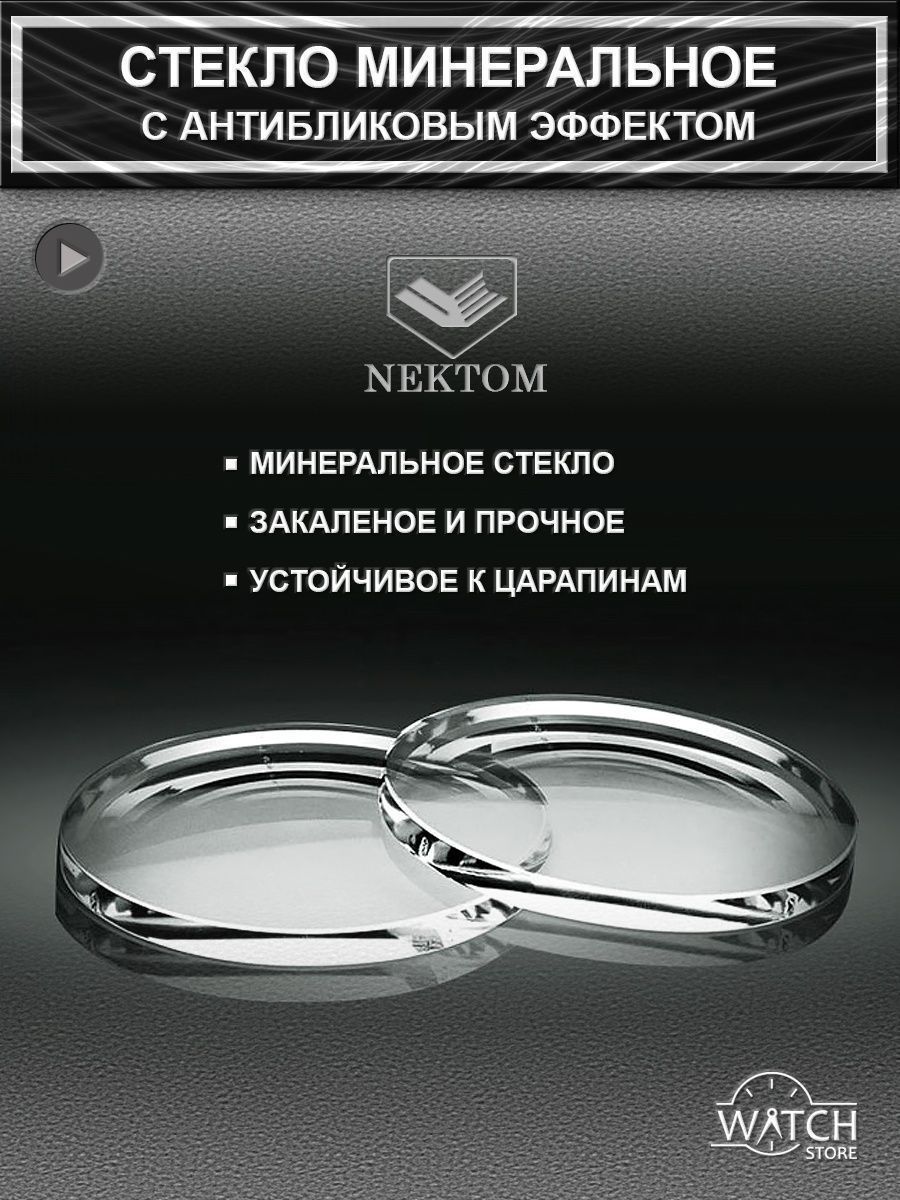 СТЕКЛО МИНЕРАЛЬНОЕ
С АНТИБЛИКОВЫМ ЭФФЕКТОМ
NEKTOM
▪ МИНЕРАЛЬНОЕ СТЕКЛО
▪ ЗАКАЛЕНОЕ И ПРОЧНОЕ
▪ УСТОЙЧИВОЕ К ЦАРАПИНАМ
WATCH
STORE